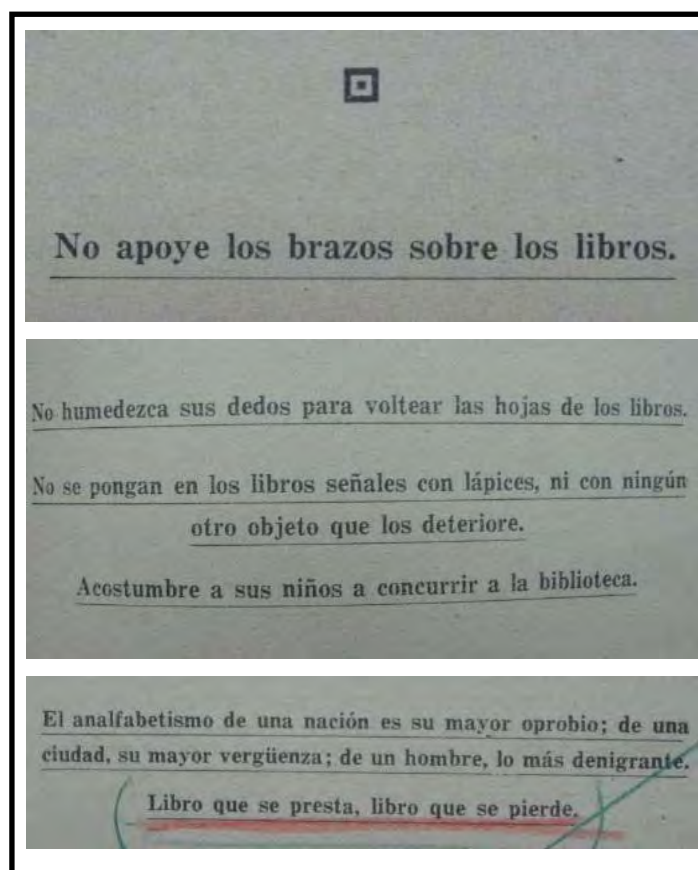 No apoye los brazos sobre los libros.
No humedezca sus dedos para voltear las hojas de los libros.
No se pongan en los libros señales con lápices, ni con ningún
otro objeto que los deteriore.
Acostumbre a sus niños a concurrir a la biblioteca.
El analfabetismo de una nación es su mayor oprobio; de una
ciudad, su mayor vergüenza; de un hombre, lo más denigrante.
Libro que se presta, libro que se pierde.